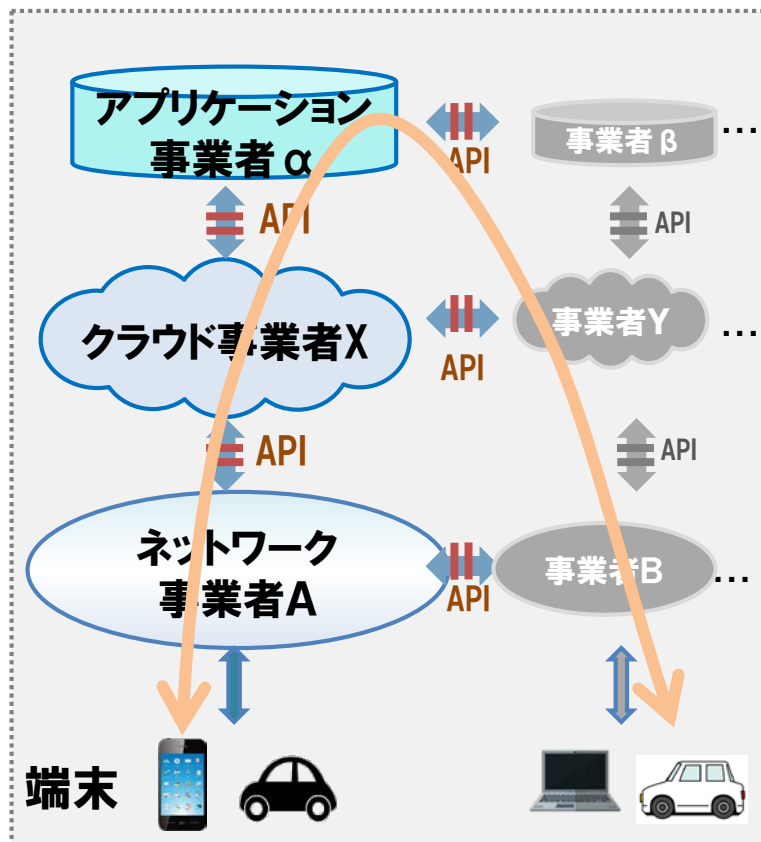 アプリケーション
事業者α
API
事業者β
...
API
API
クラウド事業者X
API
事業者Y
...
API
API
ネットワーク
事業者A
API
事業者B
...
端末